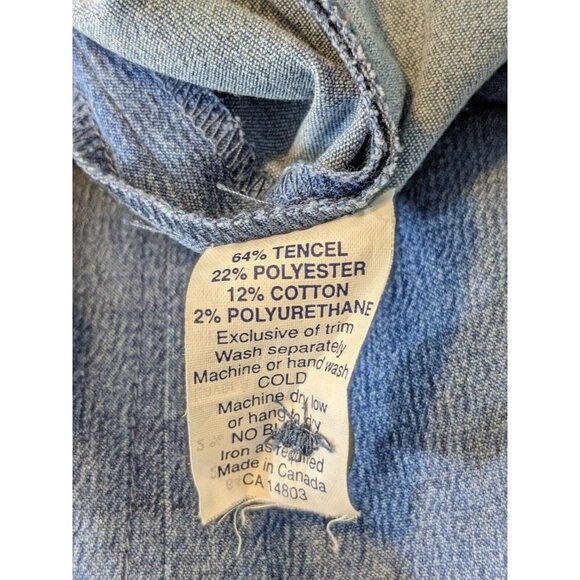 64% TENCEL
22% POLYESTER
12% COTTON
2% POLYURETHANE
Exclusive of trim
Wash separately
Machine or hand wash
COLD
Machine dry low
or hang dry
NO
Iron as required
Made in Canada
CA 14803